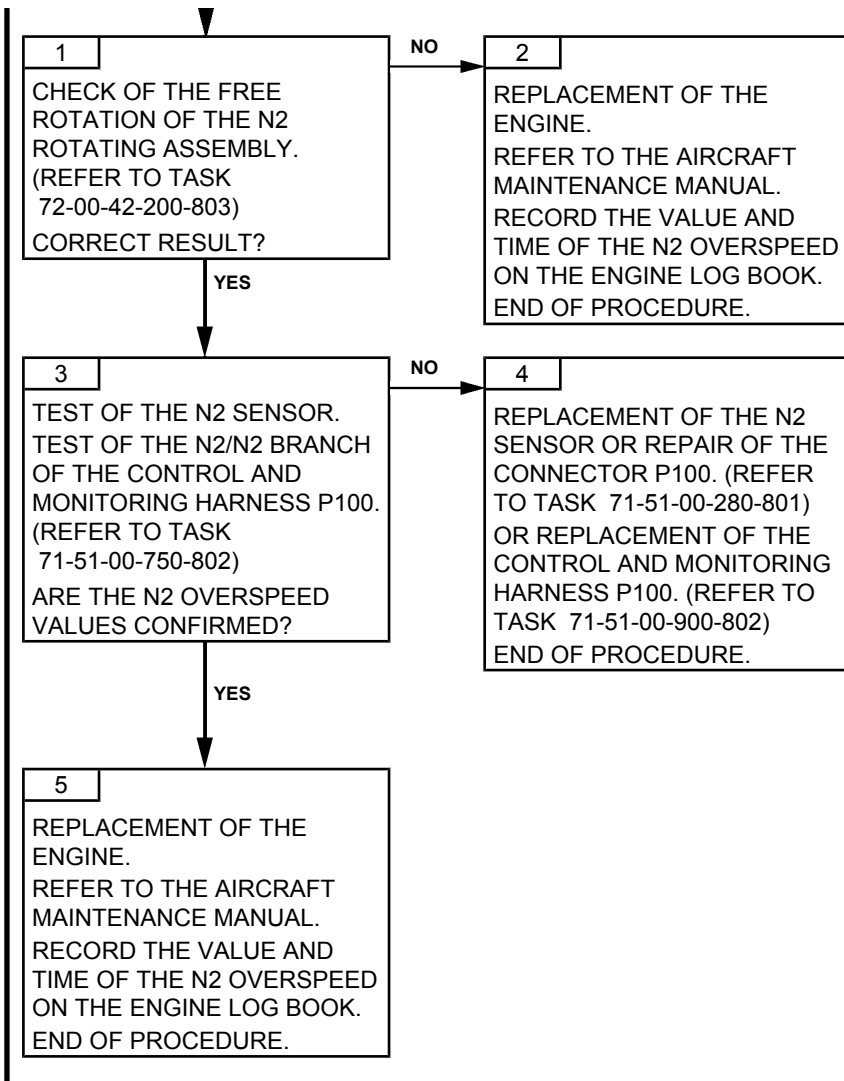 1
CHECK OF THE FREE
ROTATION OF THE N2
ROTATING ASSEMBLY.
(REFER TO TASK
72-00-42-200-803)
CORRECT RESULT?
NO
2
REPLACEMENT OF THE
ENGINE.
REFER TO THE AIRCRAFT
MAINTENANCE MANUAL.
RECORD THE VALUE AND
TIME OF THE N2 OVERSPEED
ON THE ENGINE LOG BOOK.
END OF PROCEDURE.
YES
3
TEST OF THE N2 SENSOR.
TEST OF THE N2/N2 BRANCH
OF THE CONTROL AND
MONITORING HARNESS P100.
(REFER TO TASK
71-51-00-750-802)
ARE THE N2 OVERSPEED
VALUES CONFIRMED?
NO
4
REPLACEMENT OF THE N2
SENSOR OR REPAIR OF THE
CONNECTOR P100. (REFER
TO TASK 71-51-00-280-801)
OR REPLACEMENT OF THE
CONTROL AND MONITORING
HARNESS P100. (REFER TO
TASK 71-51-00-900-802)
END OF PROCEDURE.
YES
5
REPLACEMENT OF THE
ENGINE.
REFER TO THE AIRCRAFT
MAINTENANCE MANUAL.
RECORD THE VALUE AND
TIME OF THE N2 OVERSPEED
ON THE ENGINE LOG BOOK.
END OF PROCEDURE.